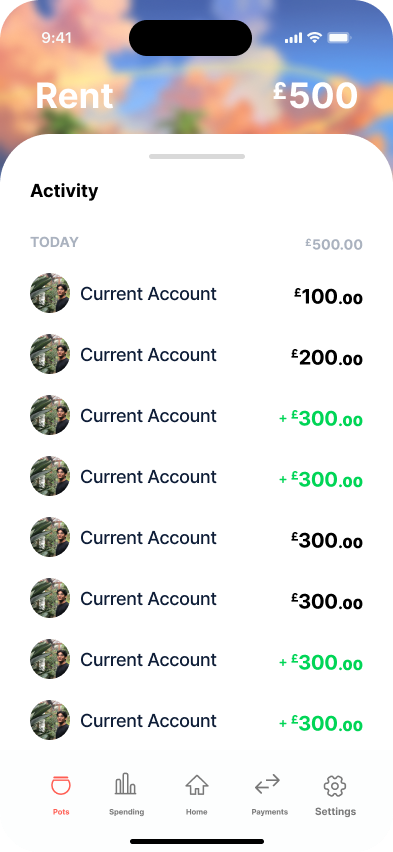 9:41
Rent £500
Activity
TODAY £500.00
Current Account £100.00
Current Account £200.00
Current Account + £300.00
Current Account + £300.00
Current Account £300.00
Current Account £300.00
Current Account + £300.00
Current Account + £300.00
Pots Spending Home Payments Settings